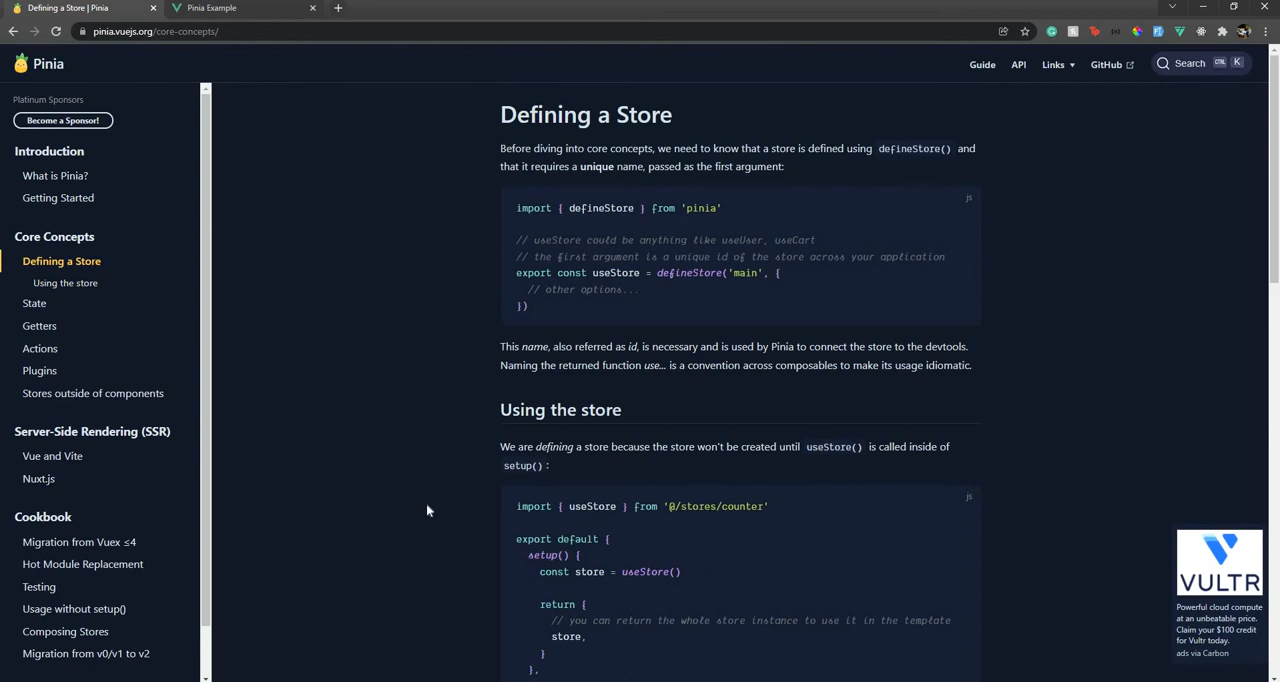 Defining a Store | Pinia
Pinia Example
pinia.vuejs.org/core-concepts/
Pinia
Guide
API
Links
GitHub
Search
CTRL
K
Platinum Sponsors
Become a Sponsor!
Introduction
What is Pinia?
Getting Started
Core Concepts
Defining a Store
Using the store
State
Getters
Actions
Plugins
Stores outside of components
Server-Side Rendering (SSR)
Vue and Vite
Nuxt.js
Cookbook
Migration from Vuex ≤4
Hot Module Replacement
Testing
Usage without setup()
Composing Stores
Migration from v0/v1 to v2
Defining a Store
Before diving into core concepts, we need to know that a store is defined using defineStore() and
that it requires a unique name, passed as the first argument:
js
import { defineStore } from 'pinia'
// useStore could be anything like useUser, useCart
// the first argument is a unique id of the store across your application
export const useStore = defineStore('main', {
// other options...
})
This name, also referred as id, is necessary and is used by Pinia to connect the store to the devtools.
Naming the returned function use... is a convention across composables to make its usage idiomatic.
Using the store
We are defining a store because the store won't be created until useStore() is called inside of
setup():
js
import { useStore } from '@/stores/counter'
export default {
setup() {
const store = useStore()
return {
// you can return the whole store instance to use it in the template
store,
}
},
VULTR
Powerful cloud compute
at an unbeatable price.
Claim your $100 credit
for Vultr today.
ads via Carbon